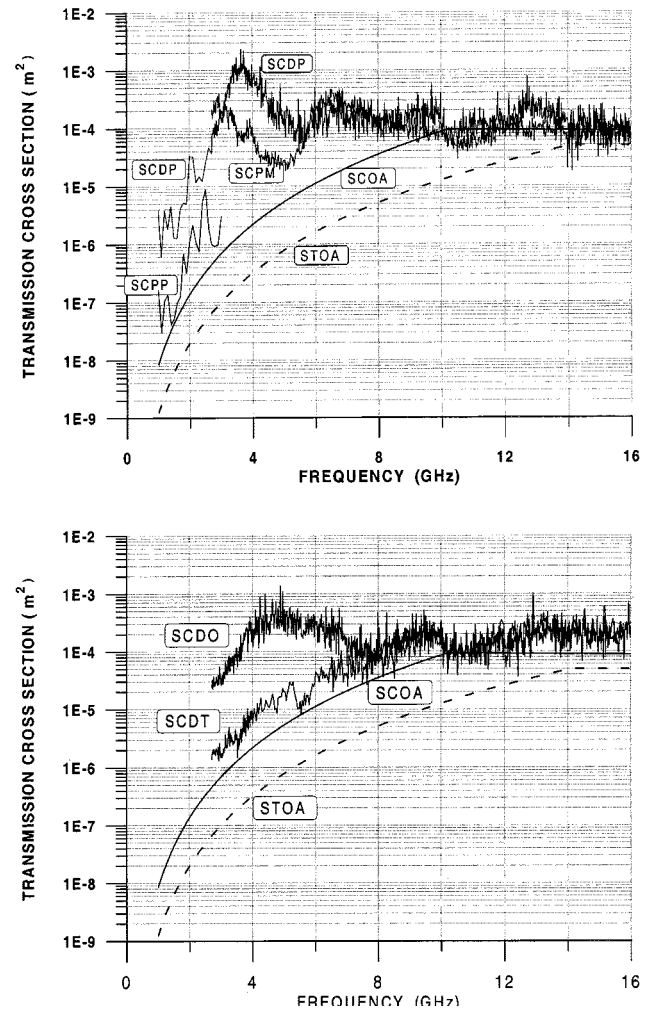 TRANSMISSION CROSS SECTION ( m² )
1E-2
1E-3
1E-4
1E-5
1E-6
1E-7
1E-8
1E-9
SCDP
SCDP
SCPM
SCOA
STOA
SCPP
0 4 8 12 16
FREQUENCY (GHz)
TRANSMISSION CROSS SECTION ( m² )
1E-2
1E-3
1E-4
1E-5
1E-6
1E-7
1E-8
1E-9
SCDO
SCOA
SCDT
STOA
0 4 8 12 16
FREQUENCY (GHz)